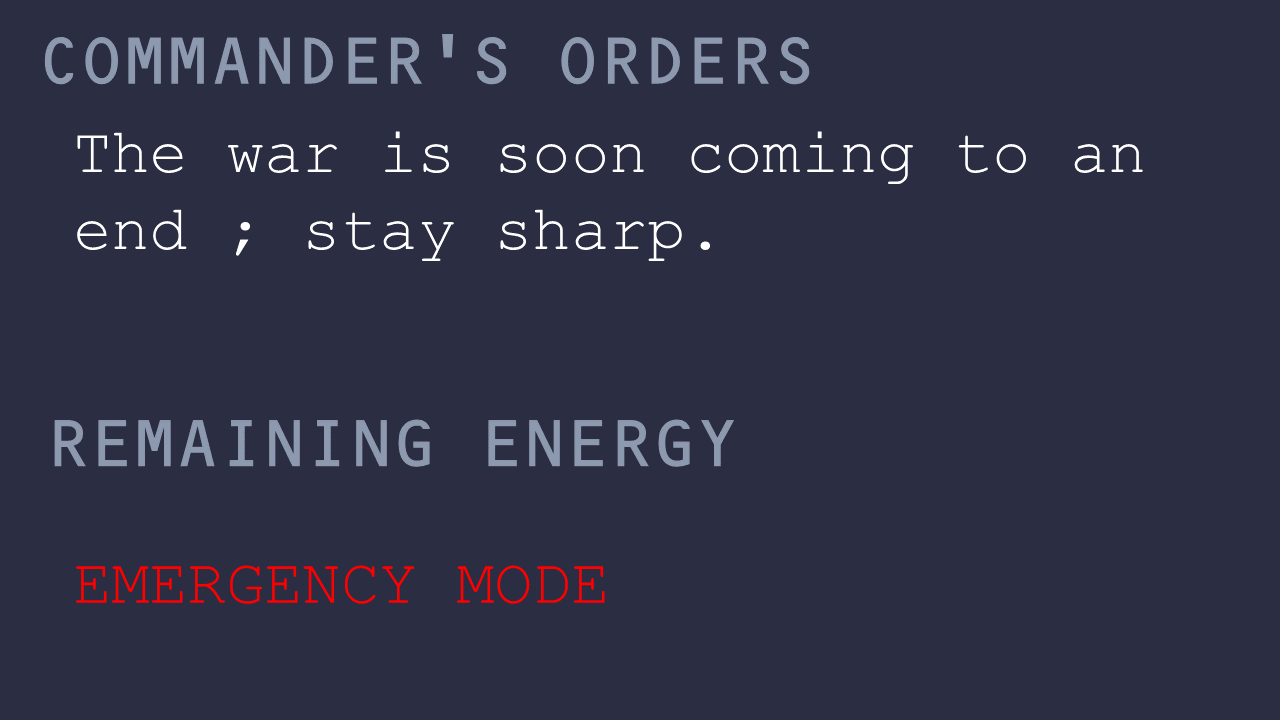 COMMANDER'S ORDERS
The war is soon coming to an
end ; stay sharp.
REMAINING ENERGY
EMERGENCY MODE